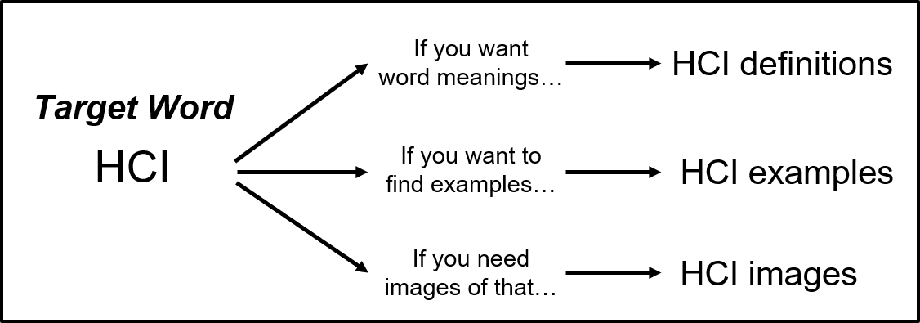 Target Word
HCI
If you want
word meanings…
HCI definitions
If you want to
find examples…
HCI examples
If you need
images of that…
HCI images